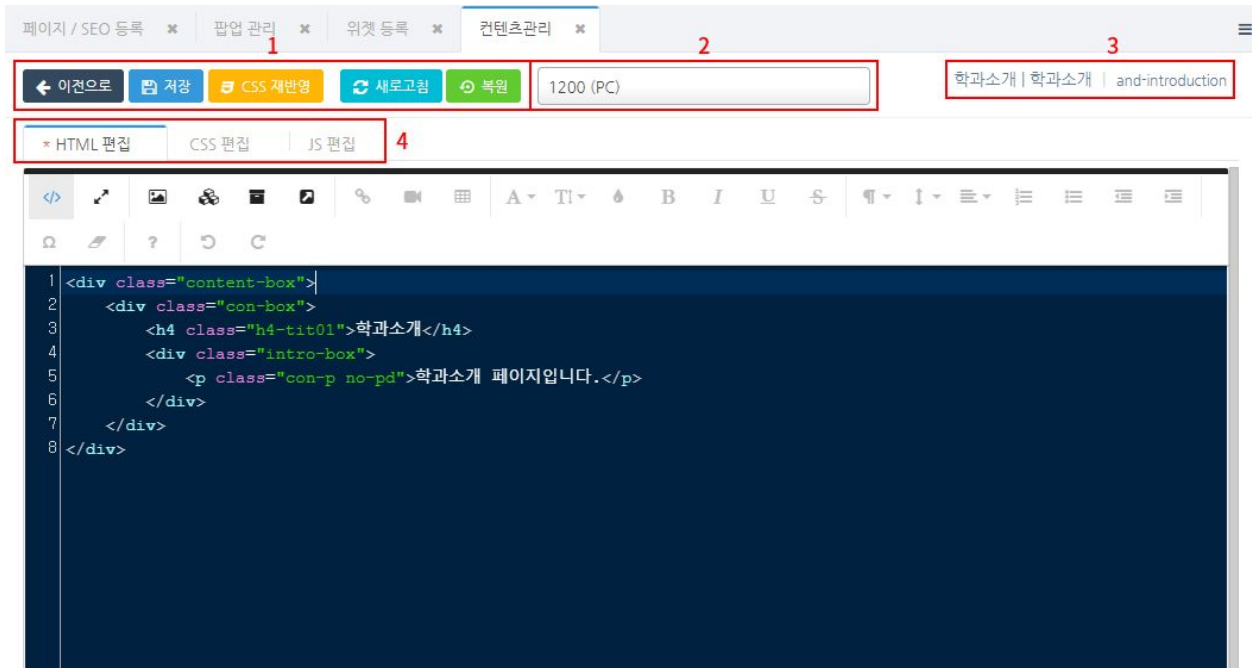 페이지 / SEO 등록 × 팝업 관리 × 위젯 등록 × 컨텐츠관리 ×
1 2 3
이전으로 저장 CSS 재반영 새로고침 복원 1200 (PC) 학과소개 | 학과소개 | and-introduction
* HTML 편집 CSS 편집 JS 편집 4
</> A T B I U S ¶
Ω ?
1 <div class="content-box">
2 <div class="con-box">
3 <h4 class="h4-tit01">학과소개</h4>
4 <div class="intro-box">
5 <p class="con-p no-pd">학과소개 페이지입니다.</p>
6 </div>
7 </div>
8 </div>